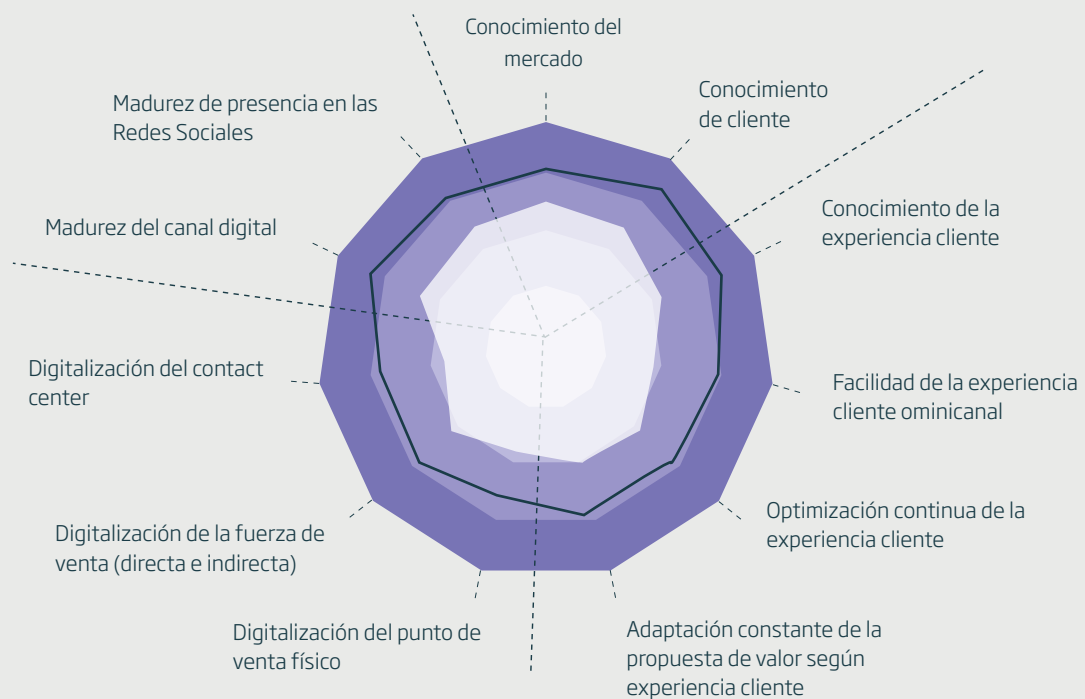 Conocimiento del
mercado
Conocimiento
de cliente
Conocimiento de la
experiencia cliente
Facilidad de la experiencia
cliente ominicanal
Optimización continua de la
experiencia cliente
Adaptación constante de la
propuesta de valor según
experiencia cliente
Digitalización del punto de
venta físico
Digitalización de la fuerza de
venta (directa e indirecta)
Digitalización del contact
center
Madurez del canal digital
Madurez de presencia en las
Redes Sociales